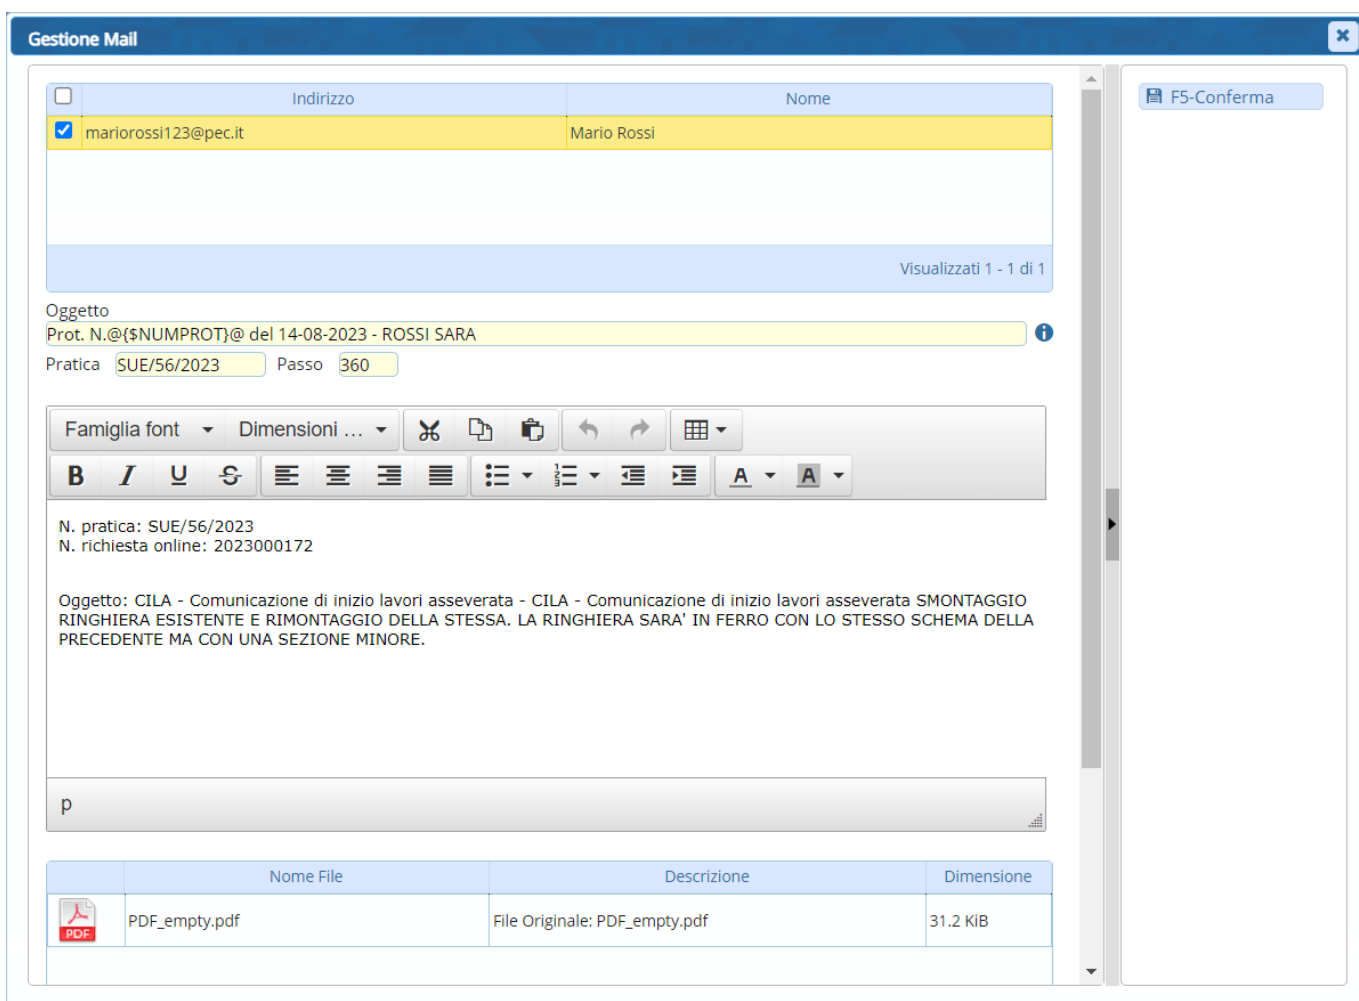 Gestione Mail
F5-Conferma
Indirizzo Nome
mariorossi123@pec.it Mario Rossi
Visualizzati 1 - 1 di 1
Oggetto
Prot. N.@{$NUMPROT}@ del 14-08-2023 - ROSSI SARA
Pratica SUE/56/2023 Passo 360
Famiglia font Dimensioni ...
B I U S A A
N. pratica: SUE/56/2023
N. richiesta online: 2023000172
Oggetto: CILA - Comunicazione di inizio lavori asseverata - CILA - Comunicazione di inizio lavori asseverata SMONTAGGIO
RINGHIERA ESISTENTE E RIMONTAGGIO DELLA STESSA. LA RINGHIERA SARA' IN FERRO CON LO STESSO SCHEMA DELLA
PRECEDENTE MA CON UNA SEZIONE MINORE.
p
Nome File Descrizione Dimensione
PDF PDF_empty.pdf File Originale: PDF_empty.pdf 31.2 KiB